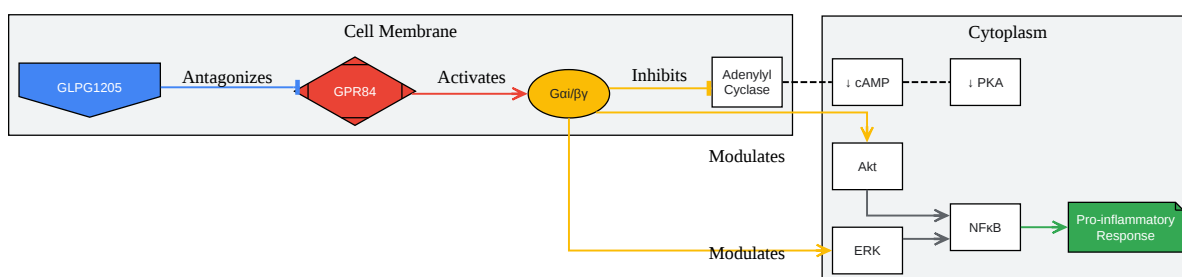 Cell Membrane
Cytoplasm
GLPG1205
Antagonizes
GPR84
Activates
Gαi/βγ
Inhibits
Adenylyl
Cyclase
↓ cAMP
↓ PKA
Modulates
Akt
NFκB
Pro-inflammatory
Response
Modulates
ERK